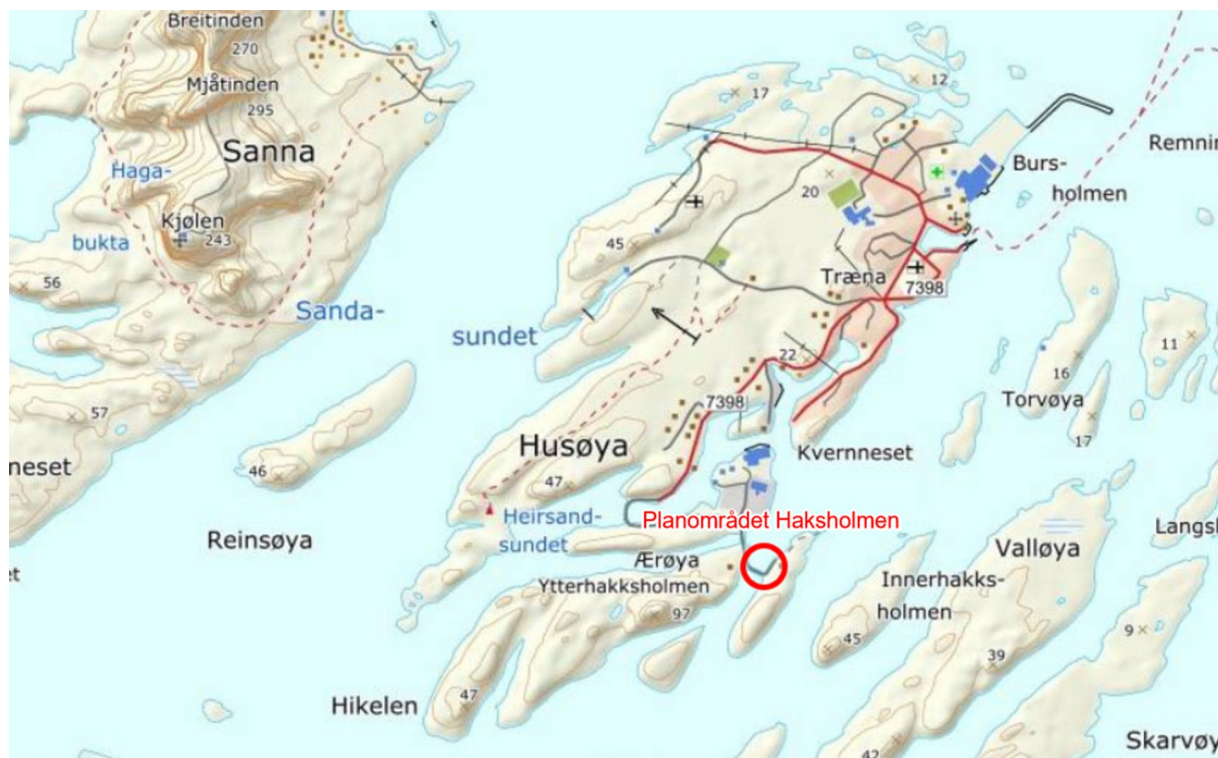 Breitinden
270
Mjåtinden
295
Sanna
Haga-
bukta
Kjølen
243
56
Sanda-
sundet
57
neset
46
Reinsøya
et
17
12
20
45
Træna
7398
Burs-
holmen
Remnin
22
7398
Husøya
47
Heirsand-
sundet
Kvernneset
Torvøya
16
17
11
Planområdet Haksholmen
Ærøya
Ytterhakksholmen
97
Hikelen
47
Innerhakks-
holmen
45
Valløya
39
Langsk
9
42
Skarvøy